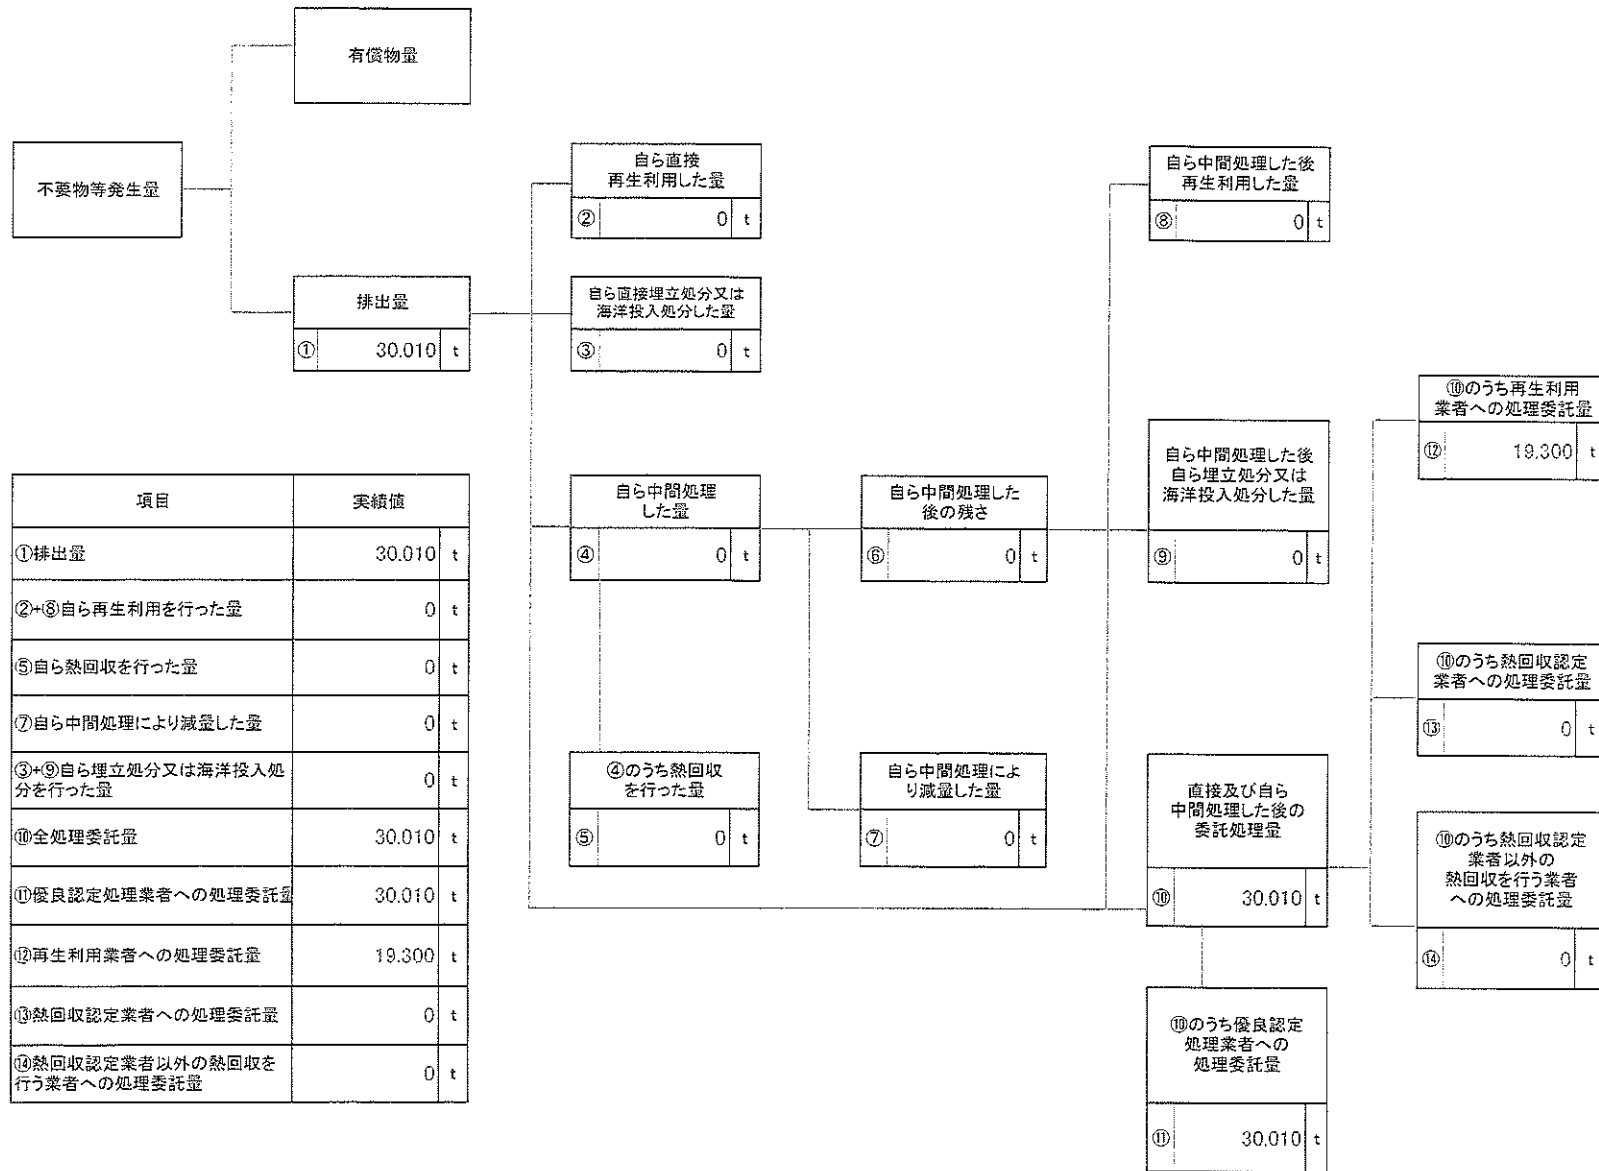 有償物量
不要物等発生量
排出量
① 30.010 t
自ら直接
再生利用した量
② 0 t
自ら直接埋立処分又は
海洋投入処分した量
③ 0 t
自ら中間処理
した量
④ 0 t
④のうち熱回収
を行った量
⑤ 0 t
自ら中間処理した
後の残さ
⑥ 0 t
自ら中間処理によ
り減量した量
⑦ 0 t
自ら中間処理した後
再生利用した量
⑧ 0 t
自ら中間処理した後
自ら埋立処分又は
海洋投入処分した量
⑨ 0 t
直接及び自ら
中間処理した後の
委託処理量
⑩ 30.010 t
⑩のうち優良認定
処理業者への
処理委託量
⑪ 30.010 t
⑩のうち再生利用
業者への処理委託量
⑫ 19.300 t
⑩のうち熱回収認定
業者への処理委託量
⑬ 0 t
⑩のうち熱回収認定
業者以外の
熱回収を行う業者
への処理委託量
⑭ 0 t
項目 実績値
①排出量 30.010 t
②+⑧自ら再生利用を行った量 0 t
⑤自ら熱回収を行った量 0 t
⑦自ら中間処理により減量した量 0 t
③+⑨自ら埋立処分又は海洋投入処
分を行った量 0 t
⑩全処理委託量 30.010 t
⑪優良認定処理業者への処理委託量 30.010 t
⑫再生利用業者への処理委託量 19.300 t
⑬熱回収認定業者への処理委託量 0 t
⑭熱回収認定業者以外の熱回収を
行う業者への処理委託量 0 t